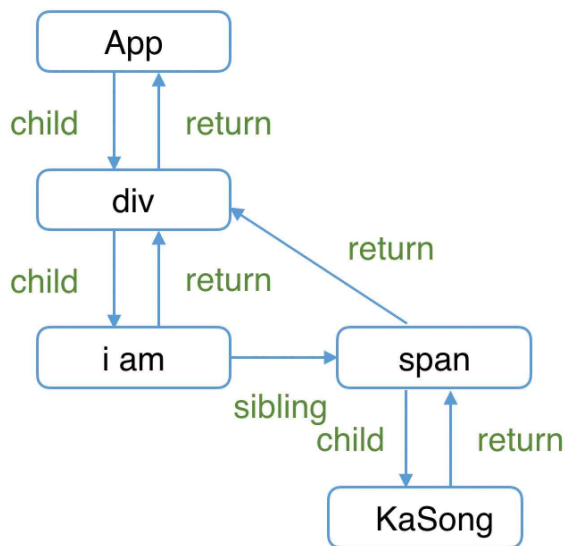 App
child
return
div
return
child
return
i am
span
sibling
child
return
KaSong